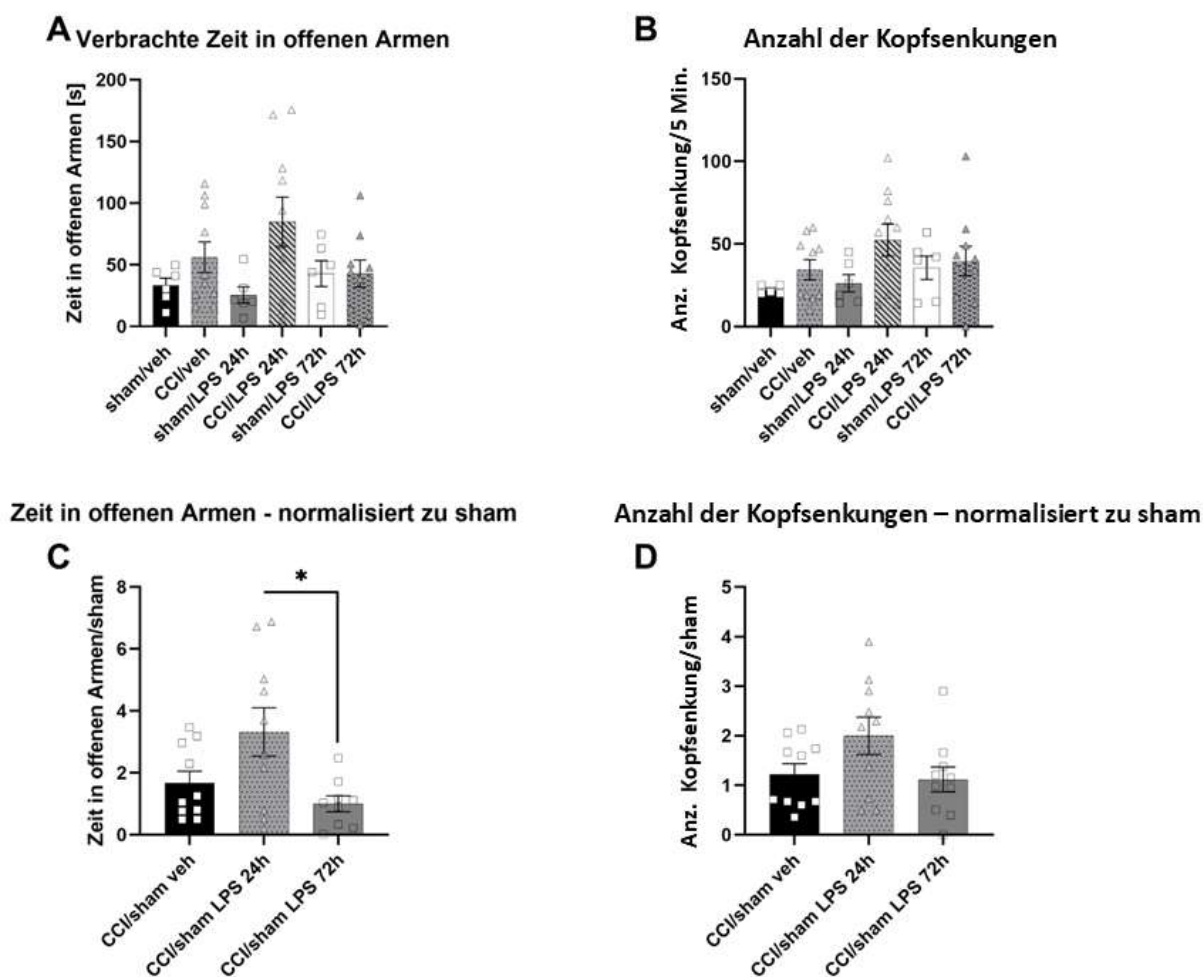 A Verbrachte Zeit in offenen Armen
Zeit in offenen Armen [s]
200
150
100
50
0
sham/veh
CCI/veh
sham/LPS 24h
CCI/LPS 24h
sham/LPS 72h
CCI/LPS 72h
B Anzahl der Kopfsenkungen
Anz. Kopfsenkung/5 Min.
150
100
50
0
sham/veh
CCI/veh
sham/LPS 24h
CCI/LPS 24h
sham/LPS 72h
CCI/LPS 72h
Zeit in offenen Armen - normalisiert zu sham
C
Zeit in offenen Armen/sham
8
6
4
2
0
*
CCI/sham veh
CCI/sham LPS 24h
CCI/sham LPS 72h
Anzahl der Kopfsenkungen – normalisiert zu sham
D
Anz. Kopfsenkung/sham
5
4
3
2
1
0
CCI/sham veh
CCI/sham LPS 24h
CCI/sham LPS 72h